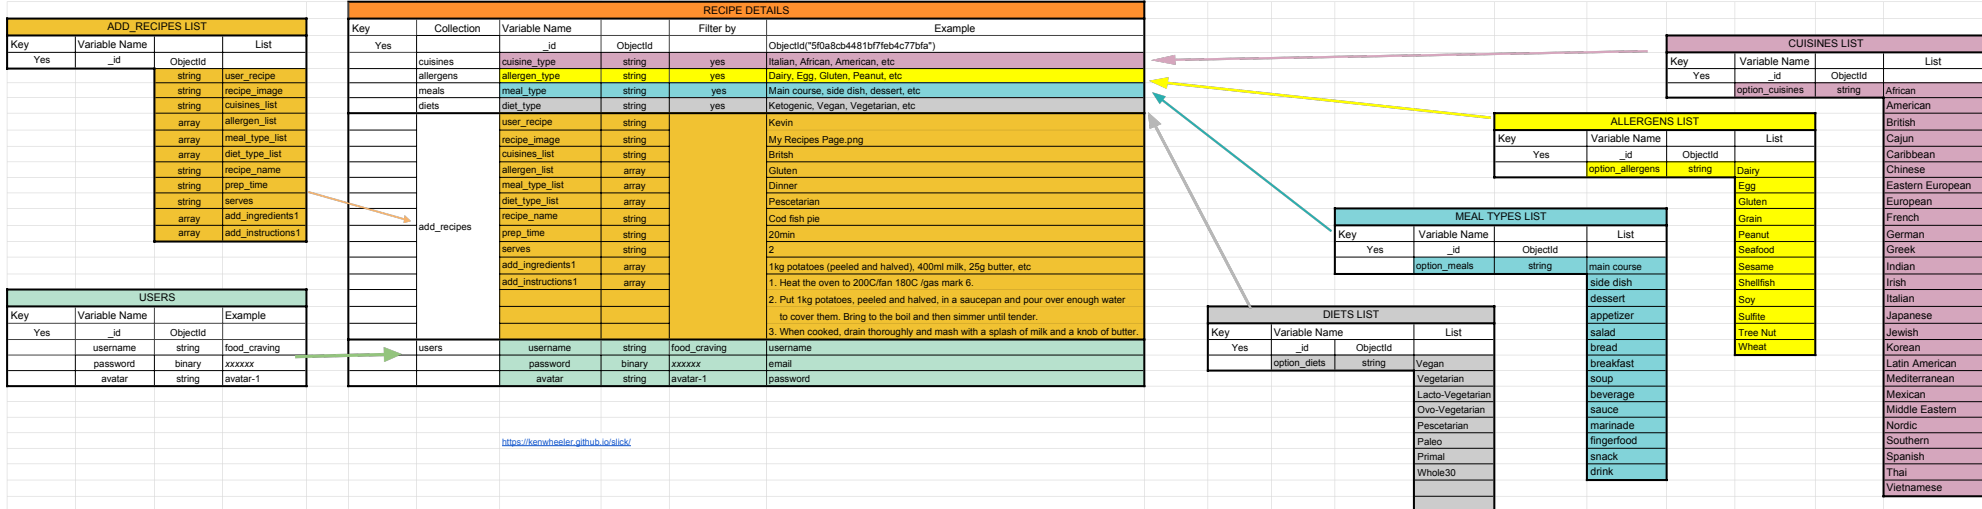 ADD_RECIPES LIST
Key Variable Name List
Yes _id ObjectId
string user_recipe
string recipe_image
string cuisines_list
array allergen_list
array meal_type_list
array diet_type_list
string recipe_name
string prep_time
string serves
array add_ingredients1
array add_instructions1
USERS
Key Variable Name Example
Yes _id ObjectId
username string food_craving
password binary xxxxxx
avatar string avatar-1
RECIPE DETAILS
Key Collection Variable Name Filter by Example
Yes _id ObjectId ObjectId("5f0a8cb4481bf7feb4c77bfa")
cuisines cuisine_type string yes Italian, African, American, etc
allergens allergen_type string yes Dairy, Egg, Gluten, Peanut, etc
meals meal_type string yes Main course, side dish, dessert, etc
diets diet_type string yes Ketogenic, Vegan, Vegetarian, etc
user_recipe string Kevin
recipe_image string My Recipes Page.png
cuisines_list string Britsh
allergen_list array Gluten
meal_type_list array Dinner
diet_type_list array Pescetarian
add_recipes recipe_name string Cod fish pie
prep_time string 20min
serves string 2
add_ingredients1 array 1kg potatoes (peeled and halved), 400ml milk, 25g butter, etc
add_instructions1 array 1. Heat the oven to 200C/fan 180C /gas mark 6.
2. Put 1kg potatoes, peeled and halved, in a saucepan and pour over enough water
to cover them. Bring to the boil and then simmer until tender.
3. When cooked, drain thoroughly and mash with a splash of milk and a knob of butter.
users username string food_craving username
password binary xxxxxx email
avatar string avatar-1 password
https://kenwheeler.github.io/slick/
DIETS LIST
Key Variable Name List
Yes _id ObjectId
option_diets string Vegan
Vegetarian
Lacto-Vegetarian
Ovo-Vegetarian
Pescetarian
Paleo
Primal
Whole30
MEAL TYPES LIST
Key Variable Name List
Yes _id ObjectId
option_meals string main course
side dish
dessert
appetizer
salad
bread
breakfast
soup
beverage
sauce
marinade
fingerfood
snack
drink
ALLERGENS LIST
Key Variable Name List
Yes _id ObjectId
option_allergens string Dairy
Egg
Gluten
Grain
Peanut
Seafood
Sesame
Shellfish
Soy
Sulfite
Tree Nut
Wheat
CUISINES LIST
Key Variable Name List
Yes _id ObjectId
option_cuisines string African
American
British
Cajun
Caribbean
Chinese
Eastern European
European
French
German
Greek
Indian
Irish
Italian
Japanese
Jewish
Korean
Latin American
Mediterranean
Mexican
Middle Eastern
Nordic
Southern
Spanish
Thai
Vietnamese